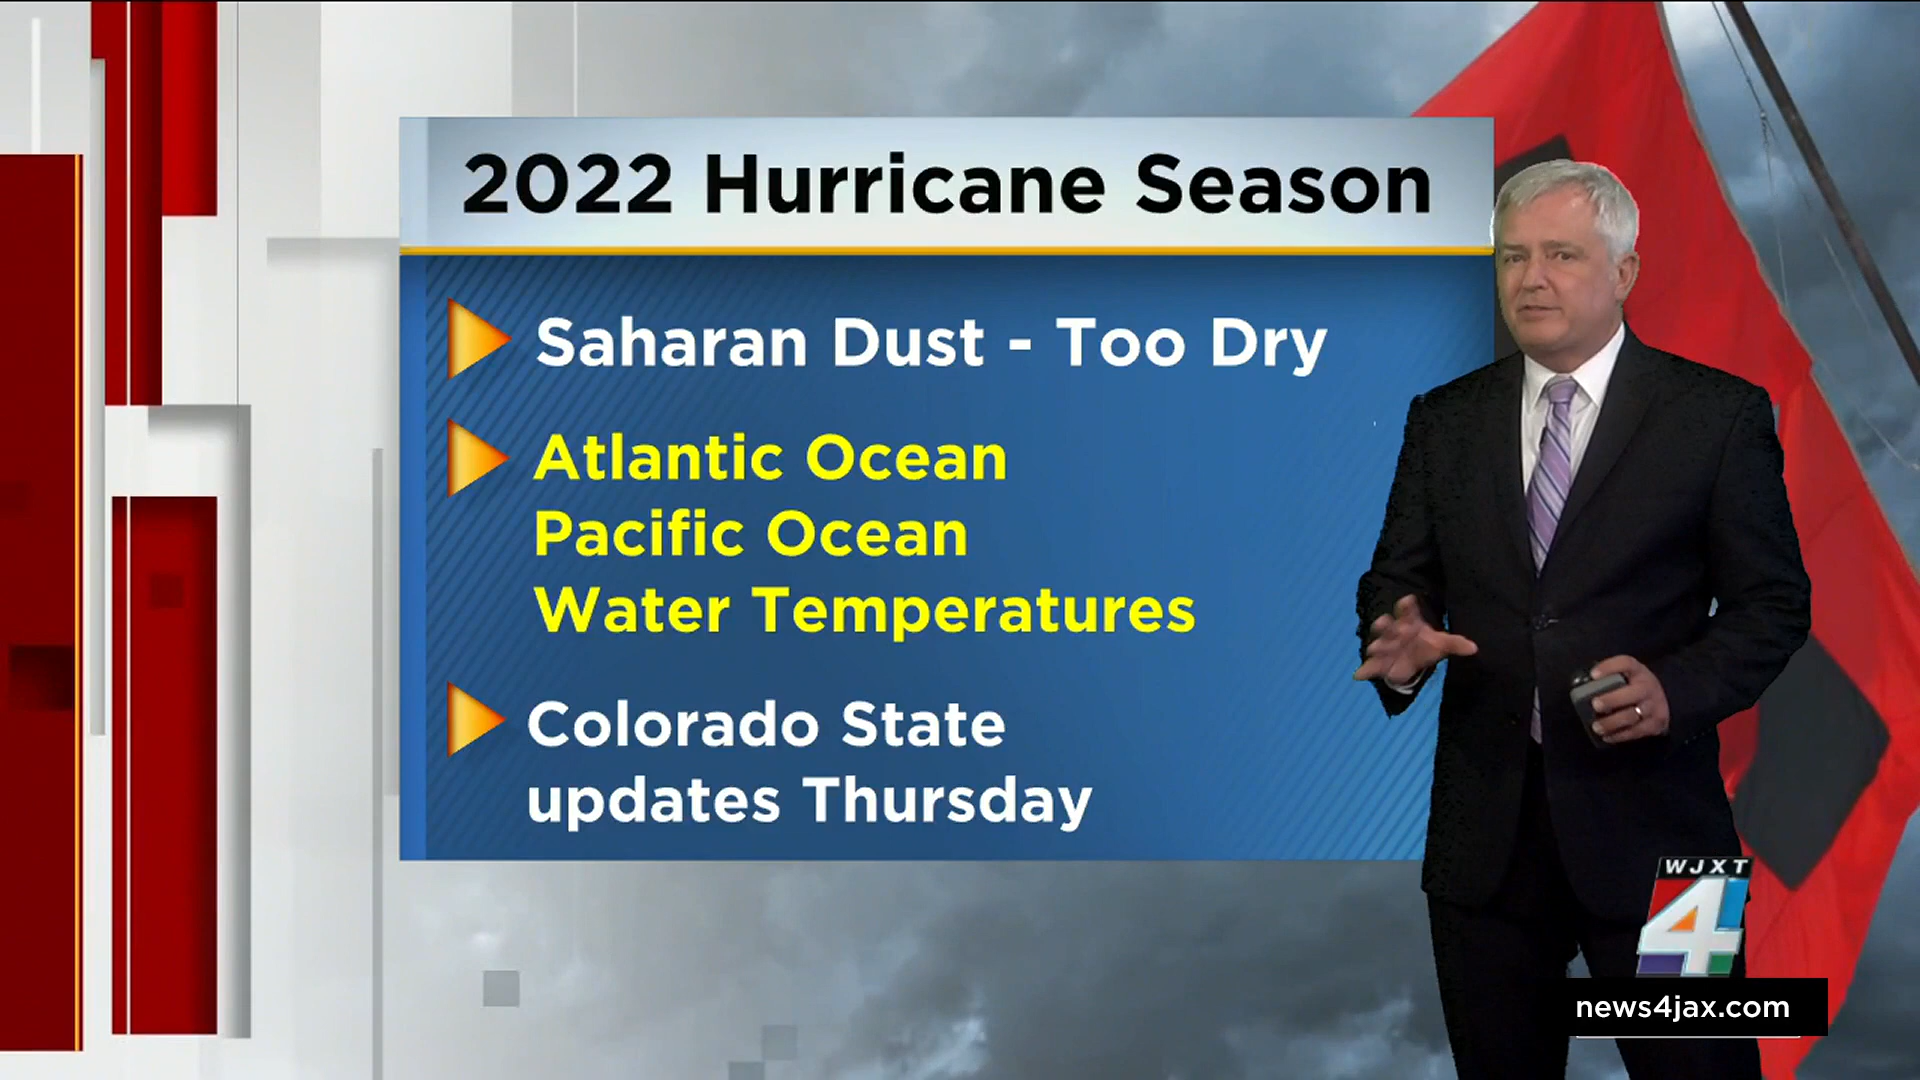 2022 Hurricane Season
Saharan Dust - Too Dry
Atlantic Ocean
Pacific Ocean
Water Temperatures
Colorado State
updates Thursday
WJXT
4
news4jax.com